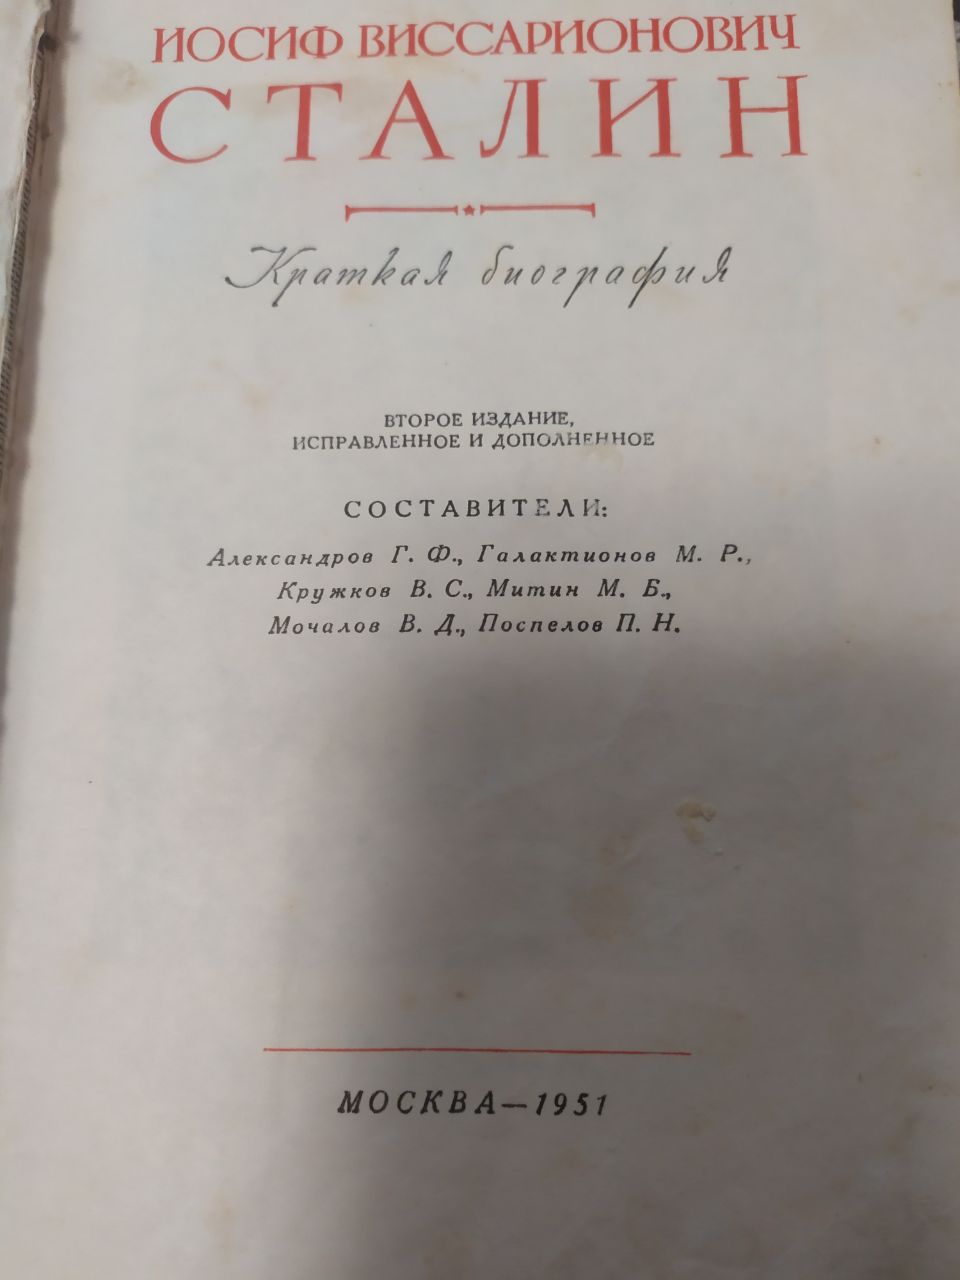 ИОСИФ ВИССАРИОНОВИЧ
СТАЛИН
Краткая биография
ВТОРОЕ ИЗДАНИЕ,
ИСПРАВЛЕННОЕ И ДОПОЛНЕННОЕ
СОСТАВИТЕЛИ:
Александров Г. Ф., Галактионов М. Р.,
Кружков В. С., Митин М. Б.,
Мочалов В. Д., Поспелов П. Н.
МОСКВА—1951